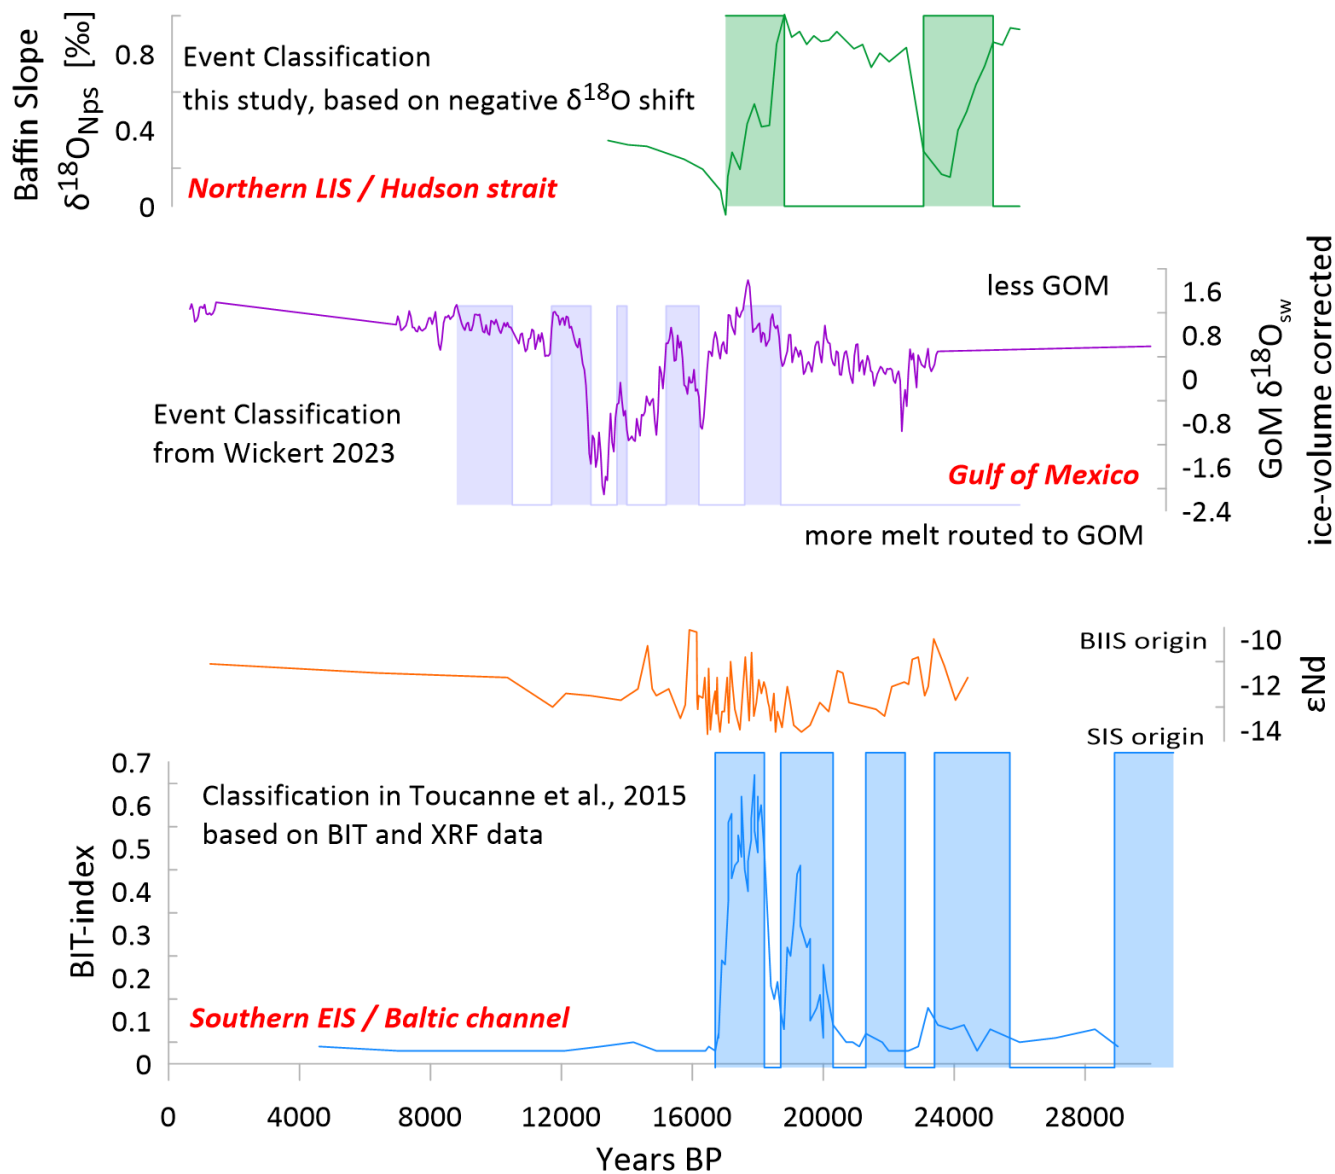 Baffin Slope
δ18ONps [‰]
0.8
0.4
0
Event Classification
this study, based on negative δ18O shift
Northern LIS / Hudson strait
less GOM
1.6
0.8
0
-0.8
-1.6
-2.4
GoM δ18Osw
ice-volume corrected
Event Classification
from Wickert 2023
Gulf of Mexico
more melt routed to GOM
BIIS origin
-10
-12
-14
εNd
SIS origin
0.7
0.6
0.5
0.4
0.3
0.2
0.1
0
BIT-index
Classification in Toucanne et al., 2015
based on BIT and XRF data
Southern EIS / Baltic channel
0 4000 8000 12000 16000 20000 24000 28000
Years BP